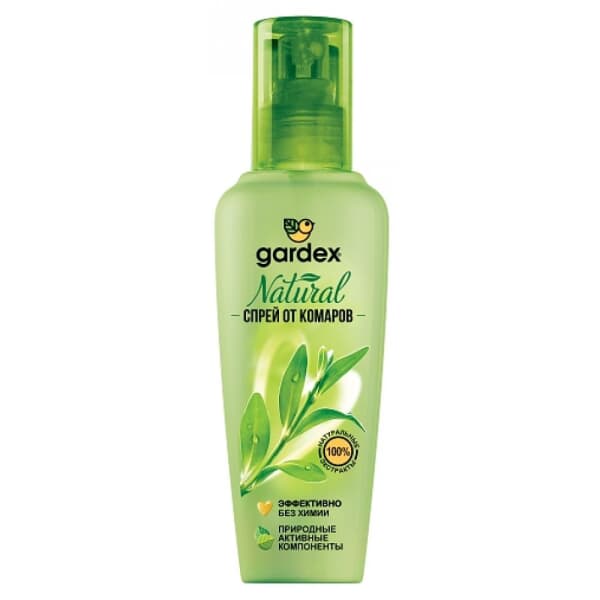 gardex
Natural
СПРЕЙ ОТ КОМАРОВ
НАТУРАЛЬНЫЕ
100%
ЭКСТРАКТЫ
ЭФФЕКТИВНО
БЕЗ ХИМИИ
ПРИРОДНЫЕ
АКТИВНЫЕ
КОМПОНЕНТЫ